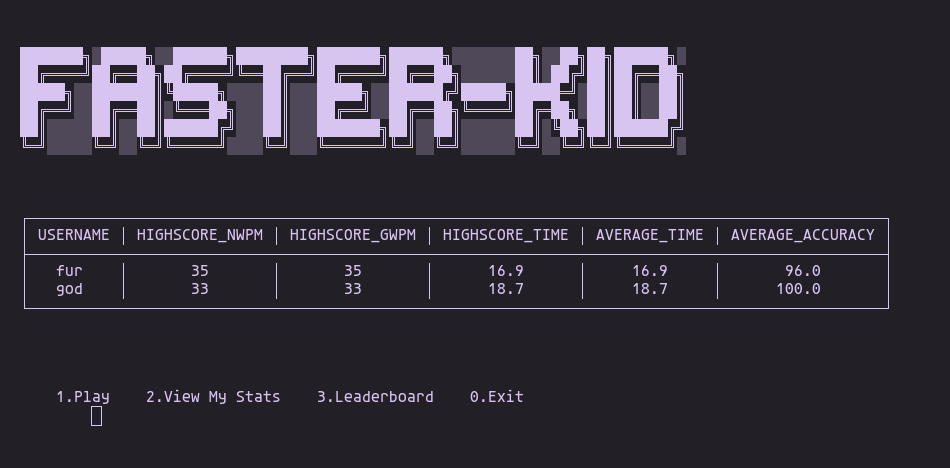 FASTER-KID
USERNAME HIGHSCORE_NWPM HIGHSCORE_GWPM HIGHSCORE_TIME AVERAGE_TIME AVERAGE_ACCURACY
fur 35 35 16.9 16.9 96.0
god 33 33 18.7 18.7 100.0
1.Play 2.View My Stats 3.Leaderboard 0.Exit